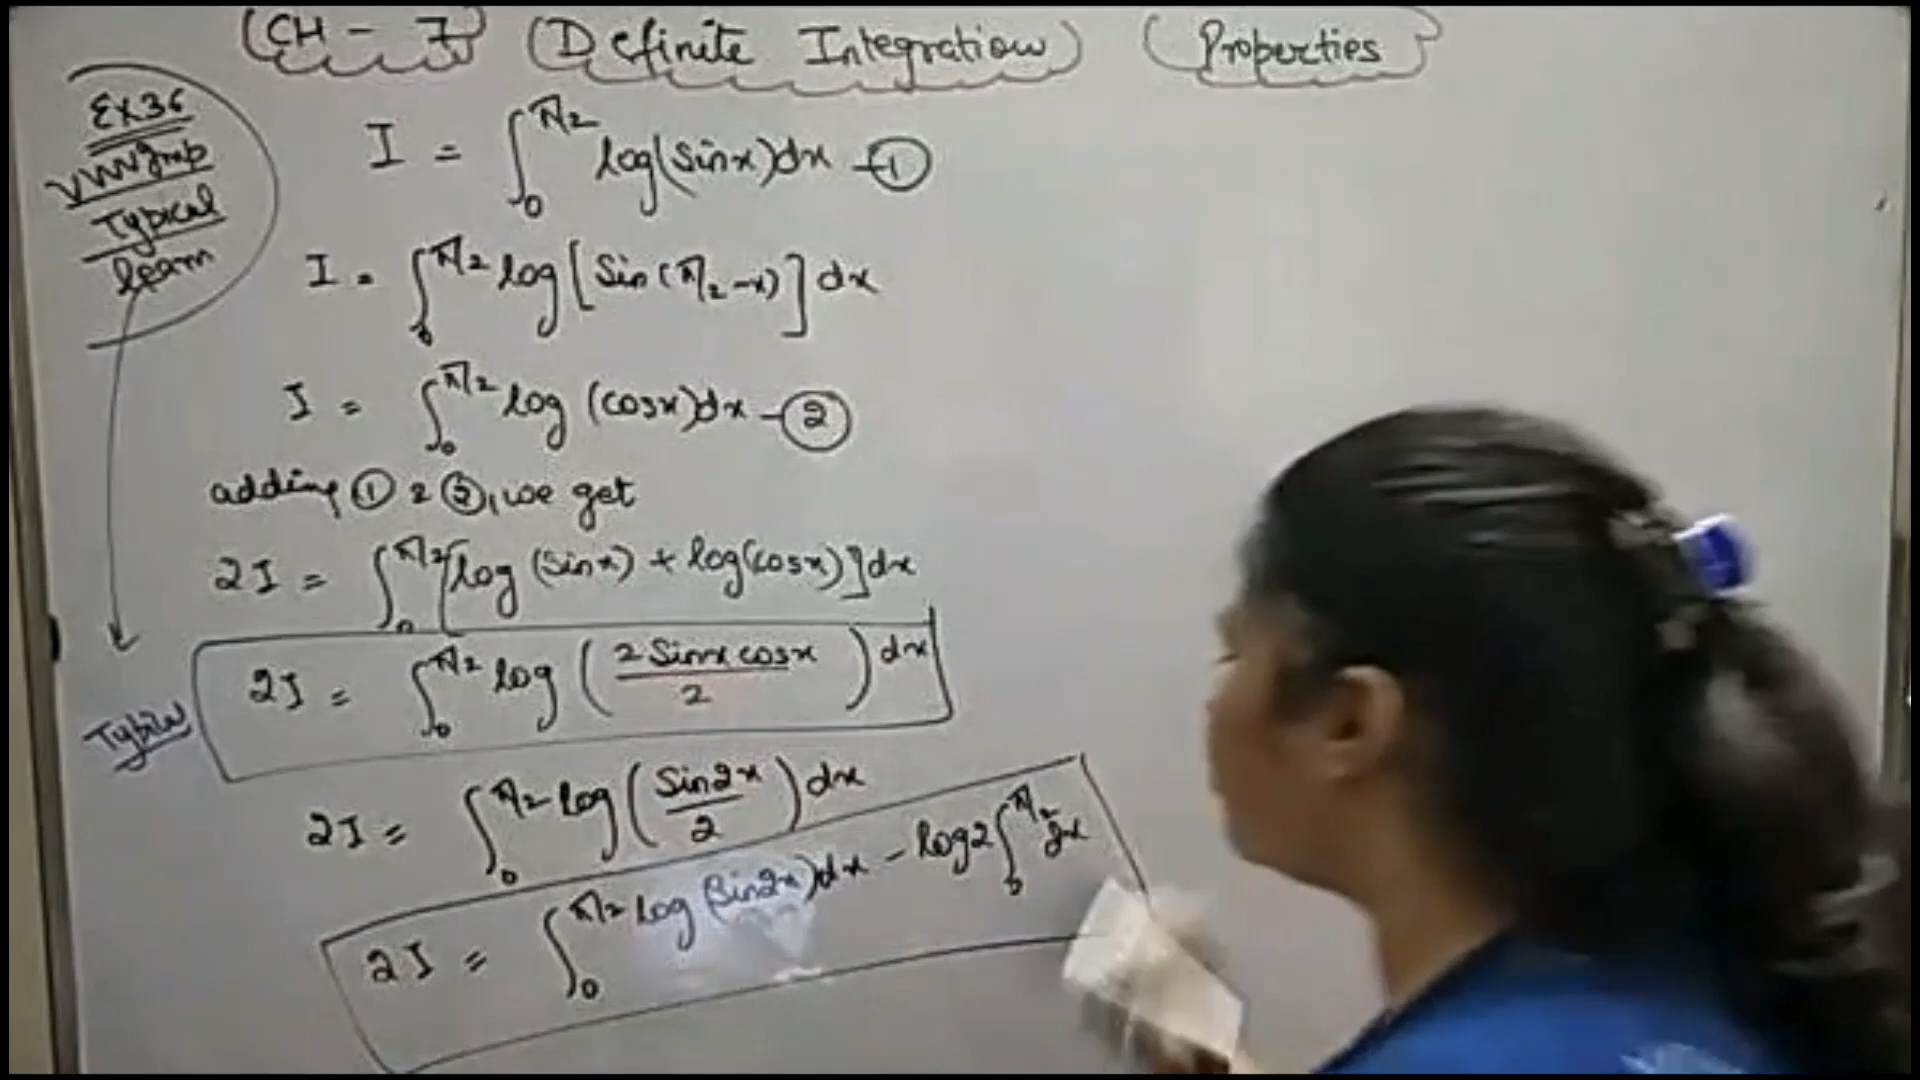 CH - 7 Definite Integration Properties
Ex 36
VVVImp
Typical
learn
I = ∫₀^π/2 log(sinx)dx - ①
I = ∫₀^π/2 log[Sin(π/2-x)]dx
I = ∫₀^π/2 log (cosx)dx - ②
adding ① & ②, we get
2I = ∫₀^π/2 [log (sinx) + log(cosx)]dx
2I = ∫₀^π/2 log (2 Sinx cosx / 2) dx
2I = ∫₀^π/2 log (Sin2x / 2) dx
2I = ∫₀^π/2 log (Sin2x)dx - log2 ∫₀^π/2 dx